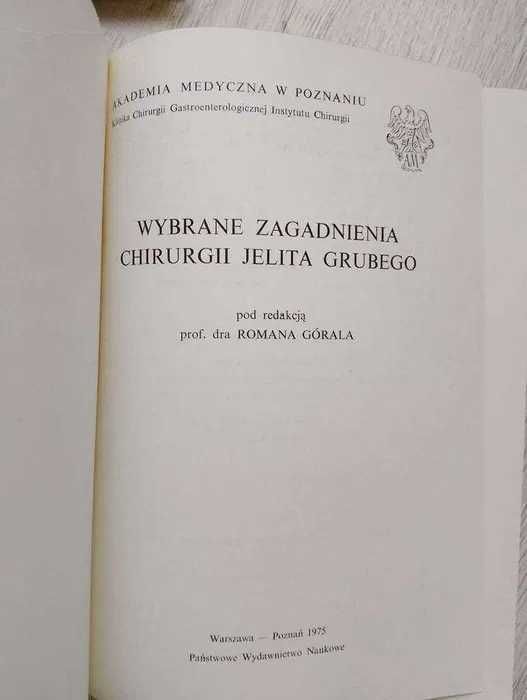 AKADEMIA MEDYCZNA W POZNANIU
Klinika Chirurgii Gastroenterologicznej Instytutu Chirurgii
AM
WYBRANE ZAGADNIENIA
CHIRURGII JELITA GRUBEGO
pod redakcją
prof. dra ROMANA GÓRALA
Warszawa — Poznań 1975
Państwowe Wydawnictwo Naukowe